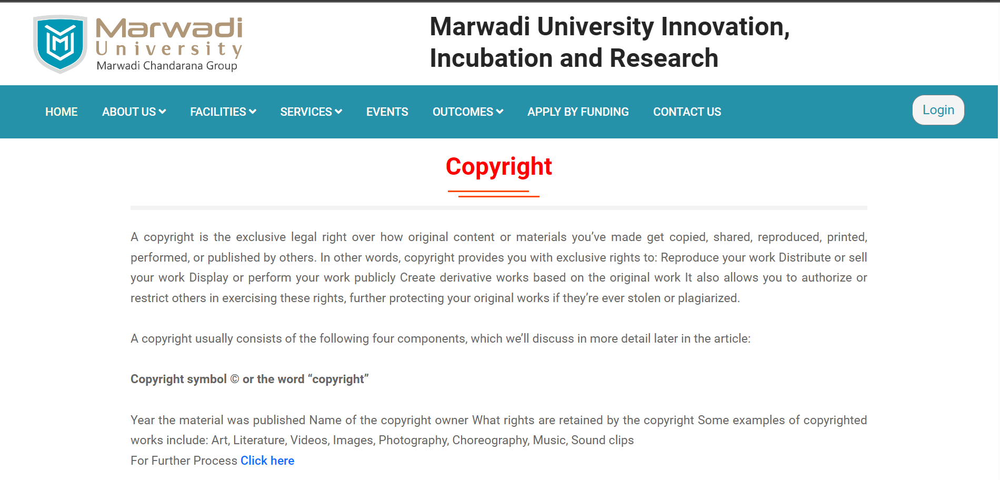 Marwadi
University
Marwadi Chandarana Group
Marwadi University Innovation,
Incubation and Research
HOME ABOUT US FACILITIES SERVICES EVENTS OUTCOMES APPLY BY FUNDING CONTACT US Login
Copyright
A copyright is the exclusive legal right over how original content or materials you’ve made get copied, shared, reproduced, printed,
performed, or published by others. In other words, copyright provides you with exclusive rights to: Reproduce your work Distribute or sell
your work Display or perform your work publicly Create derivative works based on the original work It also allows you to authorize or
restrict others in exercising these rights, further protecting your original works if they’re ever stolen or plagiarized.
A copyright usually consists of the following four components, which we’ll discuss in more detail later in the article:
Copyright symbol © or the word “copyright”
Year the material was published Name of the copyright owner What rights are retained by the copyright Some examples of copyrighted
works include: Art, Literature, Videos, Images, Photography, Choreography, Music, Sound clips
For Further Process Click here